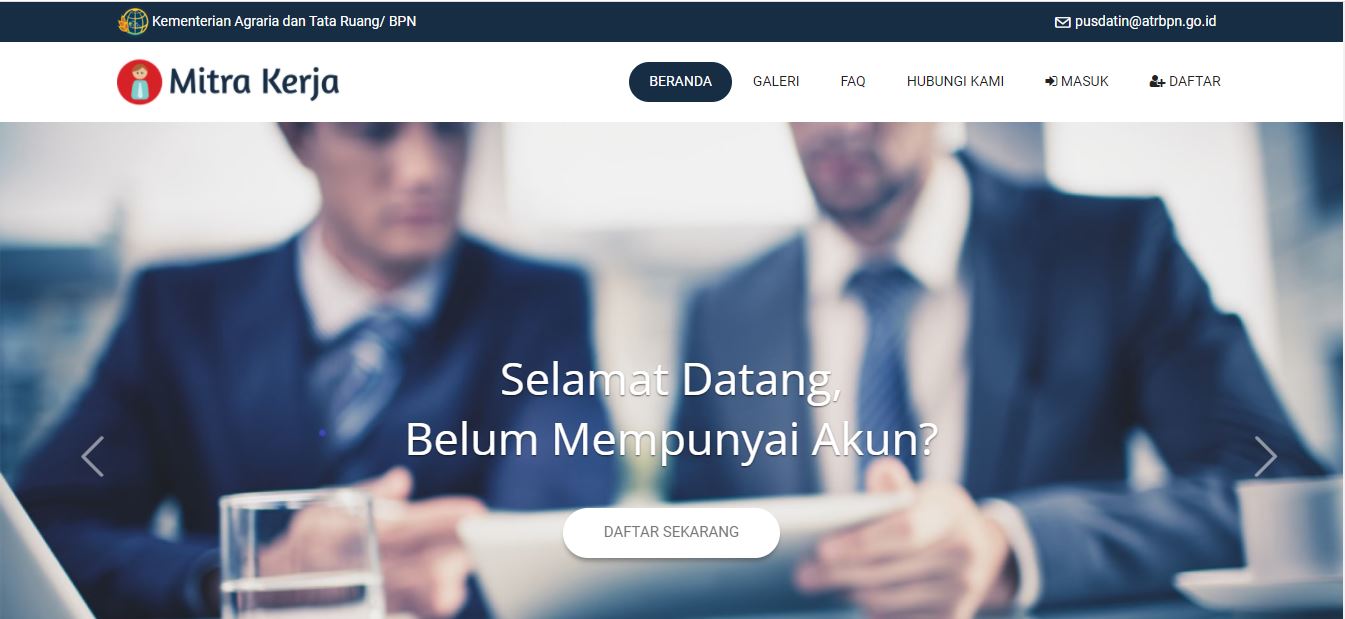 Kementerian Agraria dan Tata Ruang/ BPN
pusdatin@atrbpn.go.id
Mitra Kerja
BERANDA
GALERI
FAQ
HUBUNGI KAMI
MASUK
DAFTAR
Selamat Datang,
Belum Mempunyai Akun?
DAFTAR SEKARANG